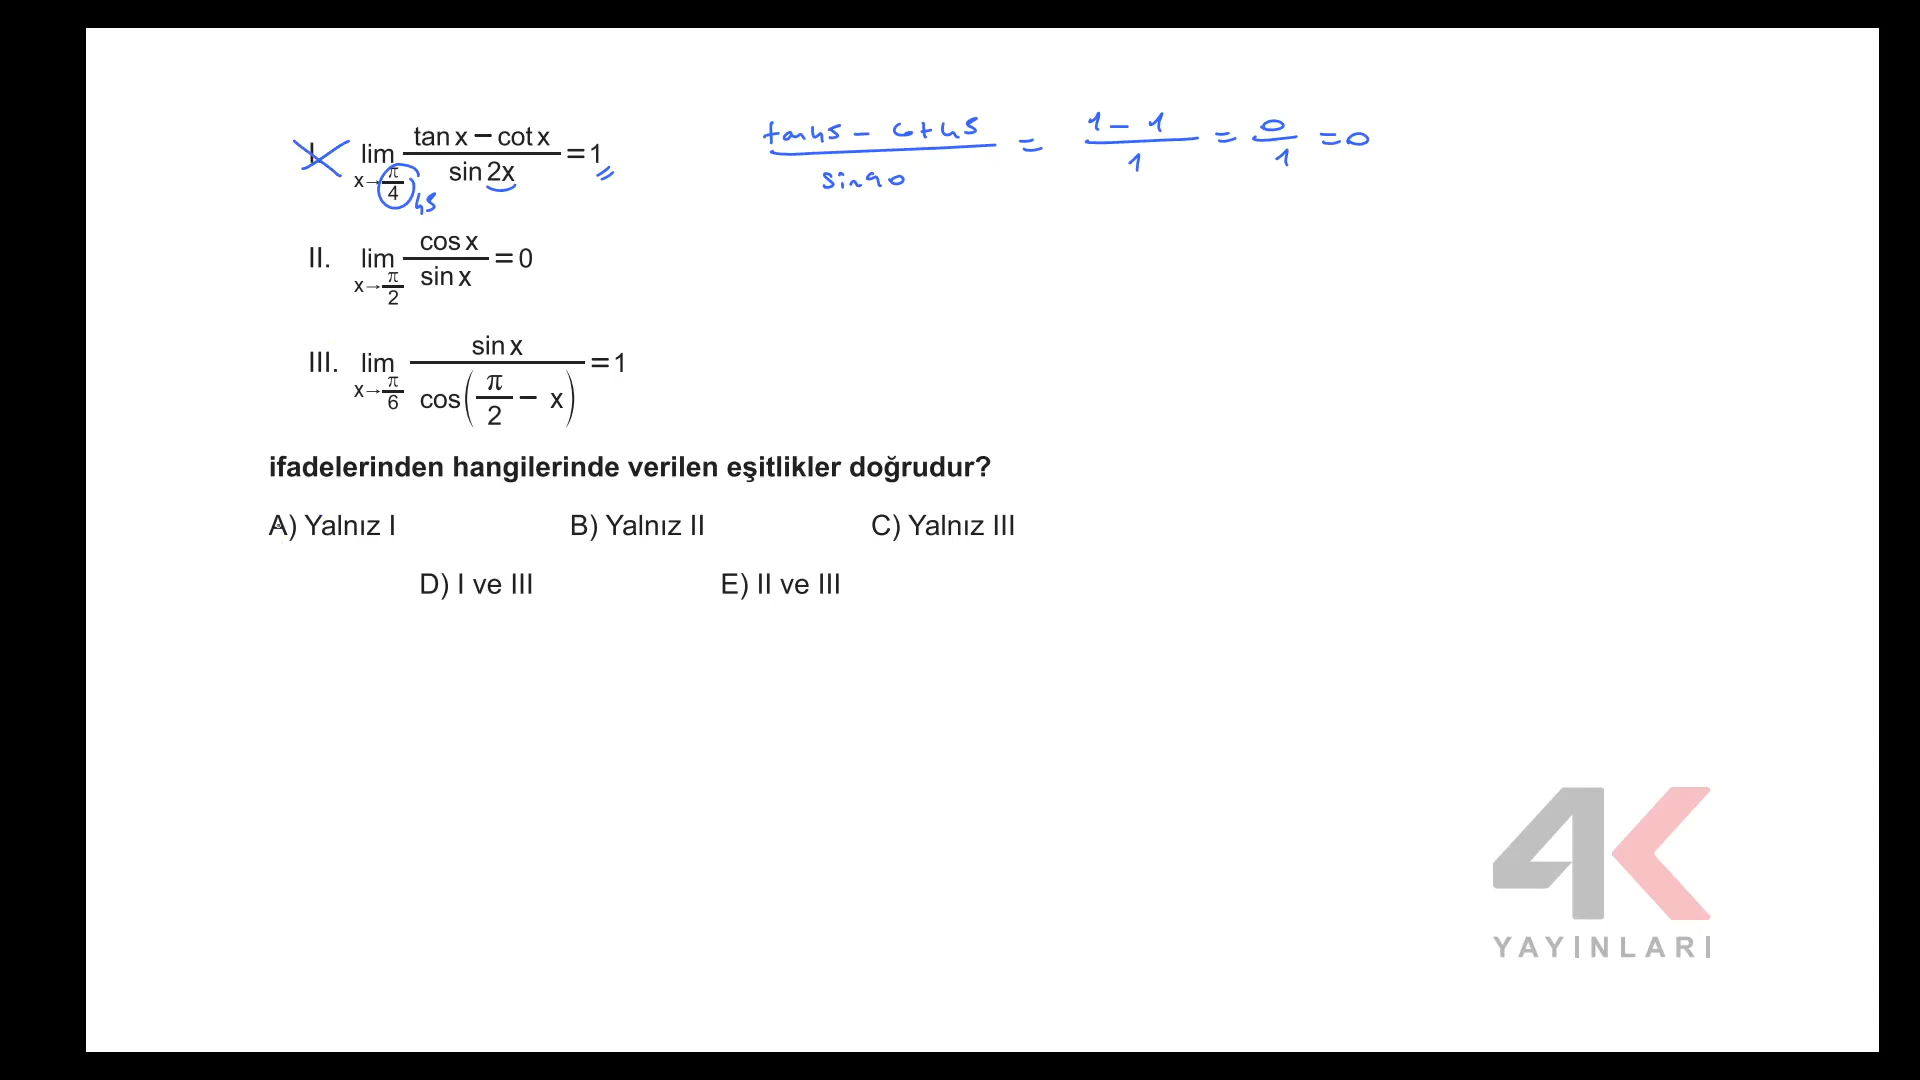 I. lim x→π/4 (tan x − cot x)/(sin 2x) = 1
45
(tan45 − cot45)/(sin90) = (1 − 1)/1 = 0/1 = 0
II. lim x→π/2 (cos x)/(sin x) = 0
III. lim x→π/6 (sin x)/(cos(π/2 − x)) = 1
ifadelerinden hangilerinde verilen eşitlikler doğrudur?
A) Yalnız I B) Yalnız II C) Yalnız III
D) I ve III E) II ve III
4K
YAYINLARI